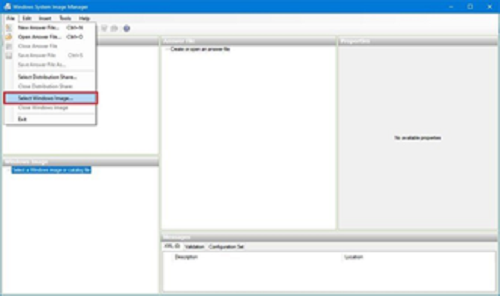 Windows System Image Manager
File Edit Insert Tools Help
New Answer File... Ctrl+N
Open Answer File... Ctrl+O
Close Answer File
Save Answer File Ctrl+S
Save Answer File As...
Select Distribution Share...
Close Distribution Share
Select Windows Image...
Close Windows Image
Exit
Answer File
Create or open an answer file
Properties
No available properties
Windows Image
Select a Windows image or catalog file
Messages
XML (0) Validation Configuration Set
Description Location